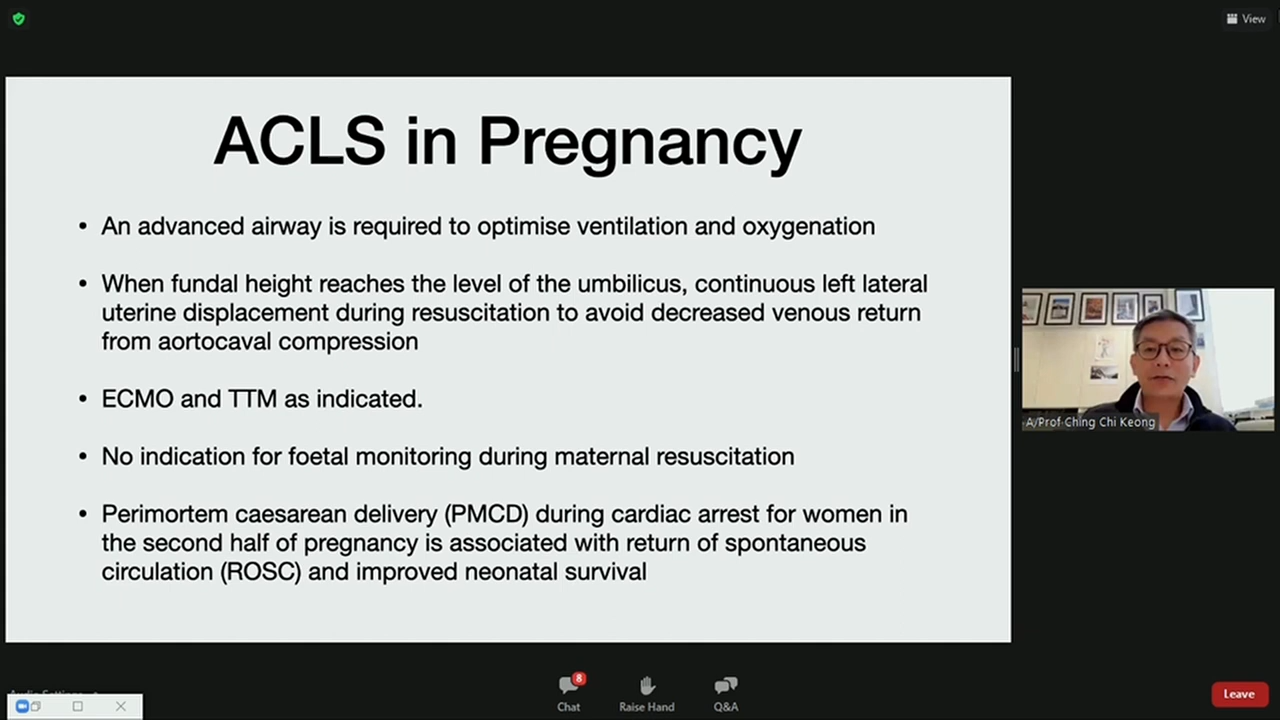 View
ACLS in Pregnancy
• An advanced airway is required to optimise ventilation and oxygenation
• When fundal height reaches the level of the umbilicus, continuous left lateral
uterine displacement during resuscitation to avoid decreased venous return
from aortocaval compression
• ECMO and TTM as indicated.
• No indication for foetal monitoring during maternal resuscitation
• Perimortem caesarean delivery (PMCD) during cardiac arrest for women in
the second half of pregnancy is associated with return of spontaneous
circulation (ROSC) and improved neonatal survival
A/Prof Ching Chi Keong
8
Chat
Raise Hand
Q&A
Leave